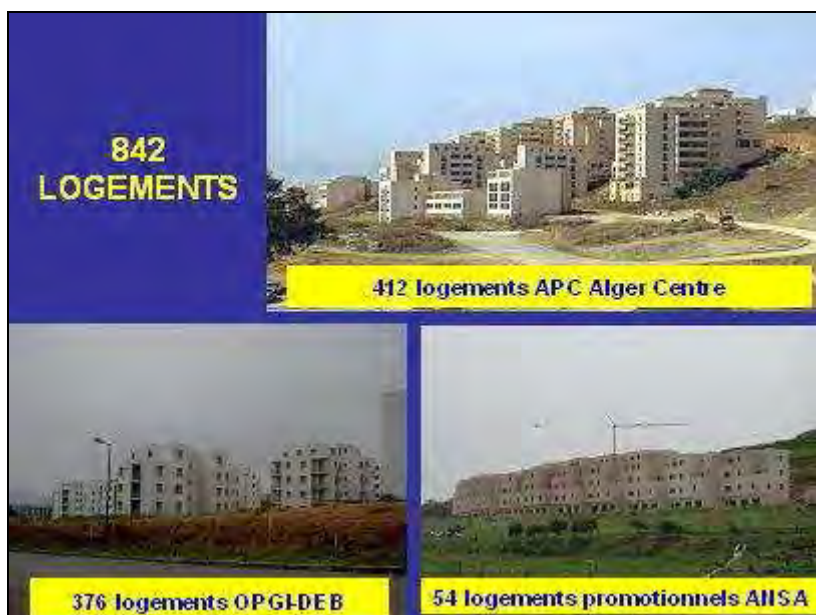 842
LOGEMENTS
412 logements APC Alger Centre
376 logements OPGI-DEB
54 logements promotionnels ANSA